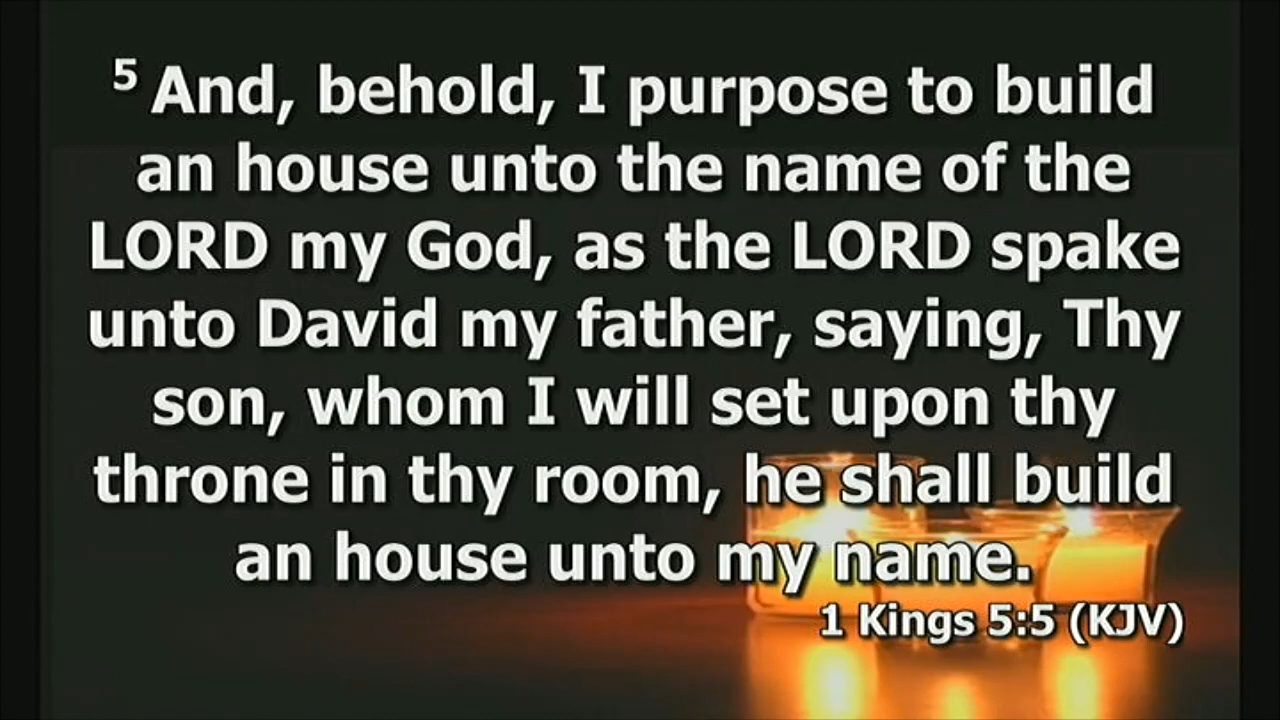 5 And, behold, I purpose to build
an house unto the name of the
LORD my God, as the LORD spake
unto David my father, saying, Thy
son, whom I will set upon thy
throne in thy room, he shall build
an house unto my name.
1 Kings 5:5 (KJV)